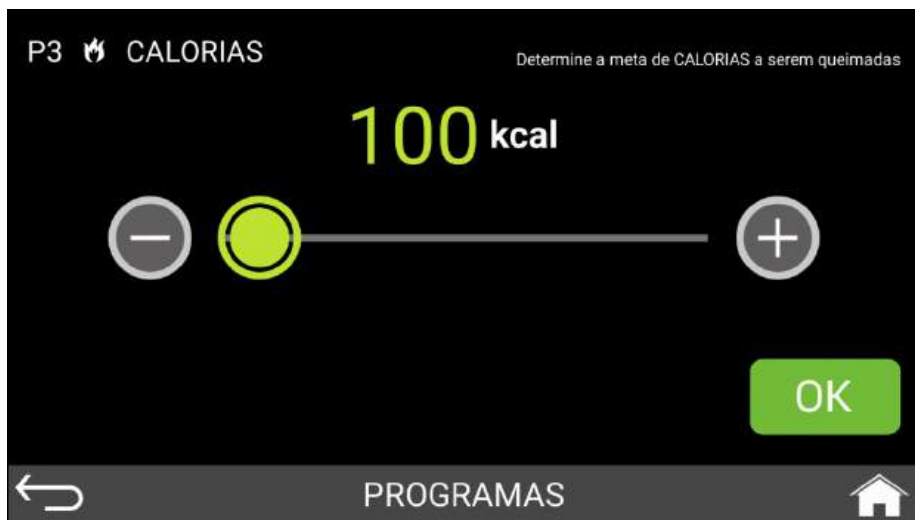 P3 CALORIAS
Determine a meta de CALORIAS a serem queimadas
100 kcal
OK
PROGRAMAS